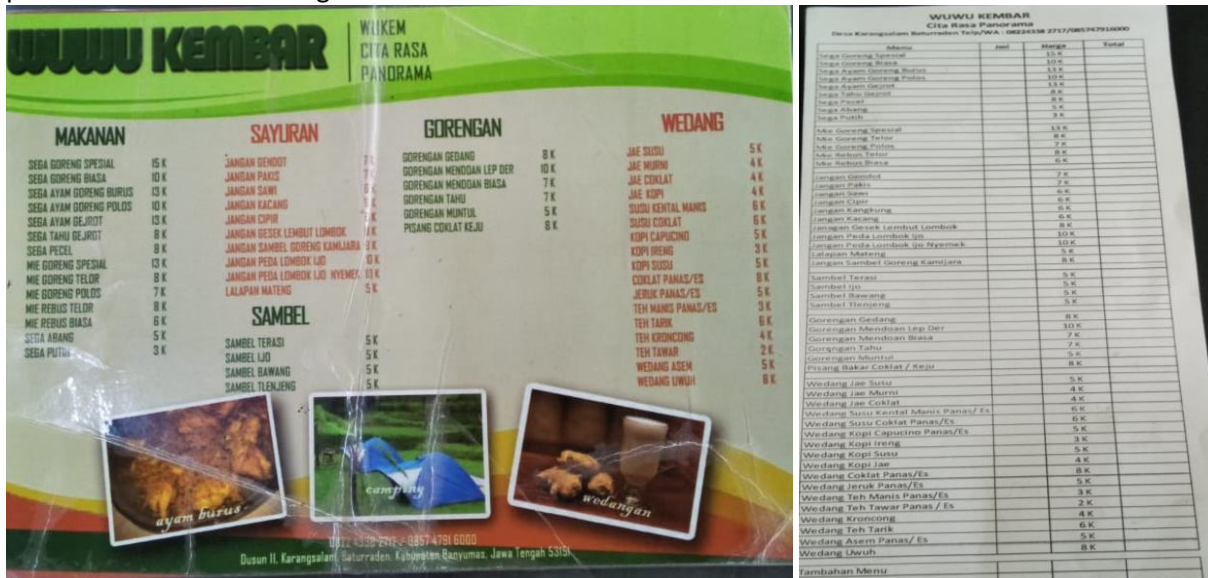 WUWU KEMBAR
WUKEM
CITA RASA
PANORAMA
MAKANAN
SEGA GORENG SPESIAL 15 K
SEGA GORENG BIASA 10 K
SEGA AYAM GORENG BURUS 13 K
SEGA AYAM GORENG POLOS 10 K
SEGA AYAM GEJROT 13 K
SEGA TAHU GEJROT 8 K
SEGA PECEL 8 K
MIE GORENG SPESIAL 13 K
MIE GORENG TELOR 8 K
MIE GORENG POLOS 7 K
MIE REBUS TELOR 8 K
MIE REBUS BIASA 6 K
SEGA ABANG 5 K
SEGA PUTIH 3 K
SAYURAN
JANGAN GENDOT 7 K
JANGAN PAKIS 7 K
JANGAN SAWI
JANGAN KACANG
JANGAN CIPIR
JANGAN GESEK LEMBUT LOMBOK
JANGAN SAMBEL GORENG KAMIJARA
JANGAN PEDA LOMBOK IJO 10 K
JANGAN PEDA LOMBOK IJO NYEMEK
LALAPAN MATENG 5 K
SAMBEL
SAMBEL TERASI 5 K
SAMBEL IJO 5 K
SAMBEL BAWANG 5 K
SAMBEL TLENJENG 5 K
GORENGAN
GORENGAN GEDANG 8 K
GORENGAN MENDOAN LEP DER 10 K
GORENGAN MENDOAN BIASA 7 K
GORENGAN TAHU 7 K
GORENGAN MUNTUL 5 K
PISANG COKLAT KEJU 8 K
WEDANG
JAE SUSU 5 K
JAE MURNI 4 K
JAE COKLAT 4 K
JAE KOPI 4 K
SUSU KENTAL MANIS 6 K
SUSU COKLAT 6 K
KOPI CAPUCINO 5 K
KOPI IRENG 3 K
KOPI SUSU 5 K
COKLAT PANAS/ES 8 K
JERUK PANAS/ES 5 K
TEH MANIS PANAS/ES 3 K
TEH TARIK 6 K
TEH KRONCONG 4 K
TEH TAWAR 2 K
WEDANG ASEM 5 K
WEDANG UWUH 8 K
ayam burus
camping
wedangan
Dusun II, Karangsalam, Baturraden, Kabupaten Banyumas, Jawa Tengah 53151
WUWU KEMBAR
Cita Rasa Panorama
Desa Karangsalam Baturraden Telp/WA : 08224338 2717/085747916000
Menu Jml Harga Total
Sega Goreng Spesial 15 K
Sega Goreng Biasa 10 K
Sega Ayam Goreng Burus 13 K
Sega Ayam Goreng Polos 10 K
Sega Ayam Gejrot 13 K
Sega Tahu Gejrot 8 K
Sega Pecel 8 K
Sega Abang 5 K
Sega Putih 3 K
Mie Goreng Spesial 13 K
Mie Goreng Telor 8 K
Mie Goreng Polos 7 K
Mie Rebus Telor 8 K
Mie Rebus Biasa 6 K
Jangan Gendot 7 K
Jangan Pakis 7 K
Jangan Sawi 6 K
Jangan Cipir 6 K
Jangan Kangkung 6 K
Jangan Kacang 6 K
Gesek Lembut Lombok 8 K
Jangan Peda Lombok Ijo 10 K
Jangan Peda Lombok Ijo Nyemek 10 K
Lalapan Mateng 5 K
Jangan Sambel Goreng Kamijara 8 K
Sambel Terasi 5 K
Sambel Ijo 5 K
Sambel Bawang 5 K
Sambel Tlenjeng 5 K
Gorengan Gedang 8 K
Gorengan Mendoan Lep Der 10 K
Gorengan Mendoan Biasa 7 K
Gorengan Tahu 7 K
Gorengan Muntul 5 K
Pisang Bakar Coklat / Keju 8 K
Wedang Jae Susu 5 K
Wedang Jae Murni 4 K
Wedang Jae Coklat 4 K
Wedang Susu Kental Manis Panas/ Es 6 K
Wedang Susu Coklat Panas/Es 6 K
Wedang Kopi Capucino Panas/Es 5 K
Wedang Kopi Ireng 3 K
Wedang Kopi Susu 5 K
Wedang Kopi Jae 4 K
Wedang Coklat Panas/Es 8 K
Wedang Jeruk Panas/Es 5 K
Wedang Teh Manis Panas/Es 3 K
Wedang Teh Tawar Panas / Es 2 K
Wedang Kroncong 4 K
Wedang Teh Tarik 6 K
Wedang Asem Panas/ Es 5 K
Wedang Uwuh 8 K
Tambahan Menu